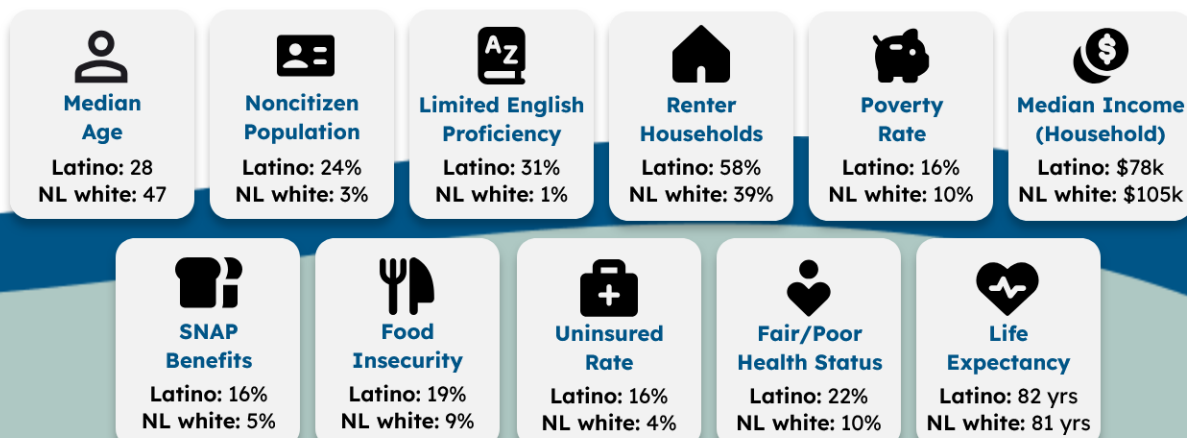 Median
Age
Latino: 28
NL white: 47
Noncitizen
Population
Latino: 24%
NL white: 3%
AZ
Limited English
Proficiency
Latino: 31%
NL white: 1%
Renter
Households
Latino: 58%
NL white: 39%
Poverty
Rate
Latino: 16%
NL white: 10%
$
Median Income
(Household)
Latino: $78k
NL white: $105k
SNAP
Benefits
Latino: 16%
NL white: 5%
Food
Insecurity
Latino: 19%
NL white: 9%
Uninsured
Rate
Latino: 16%
NL white: 4%
Fair/Poor
Health Status
Latino: 22%
NL white: 10%
Life
Expectancy
Latino: 82 yrs
NL white: 81 yrs